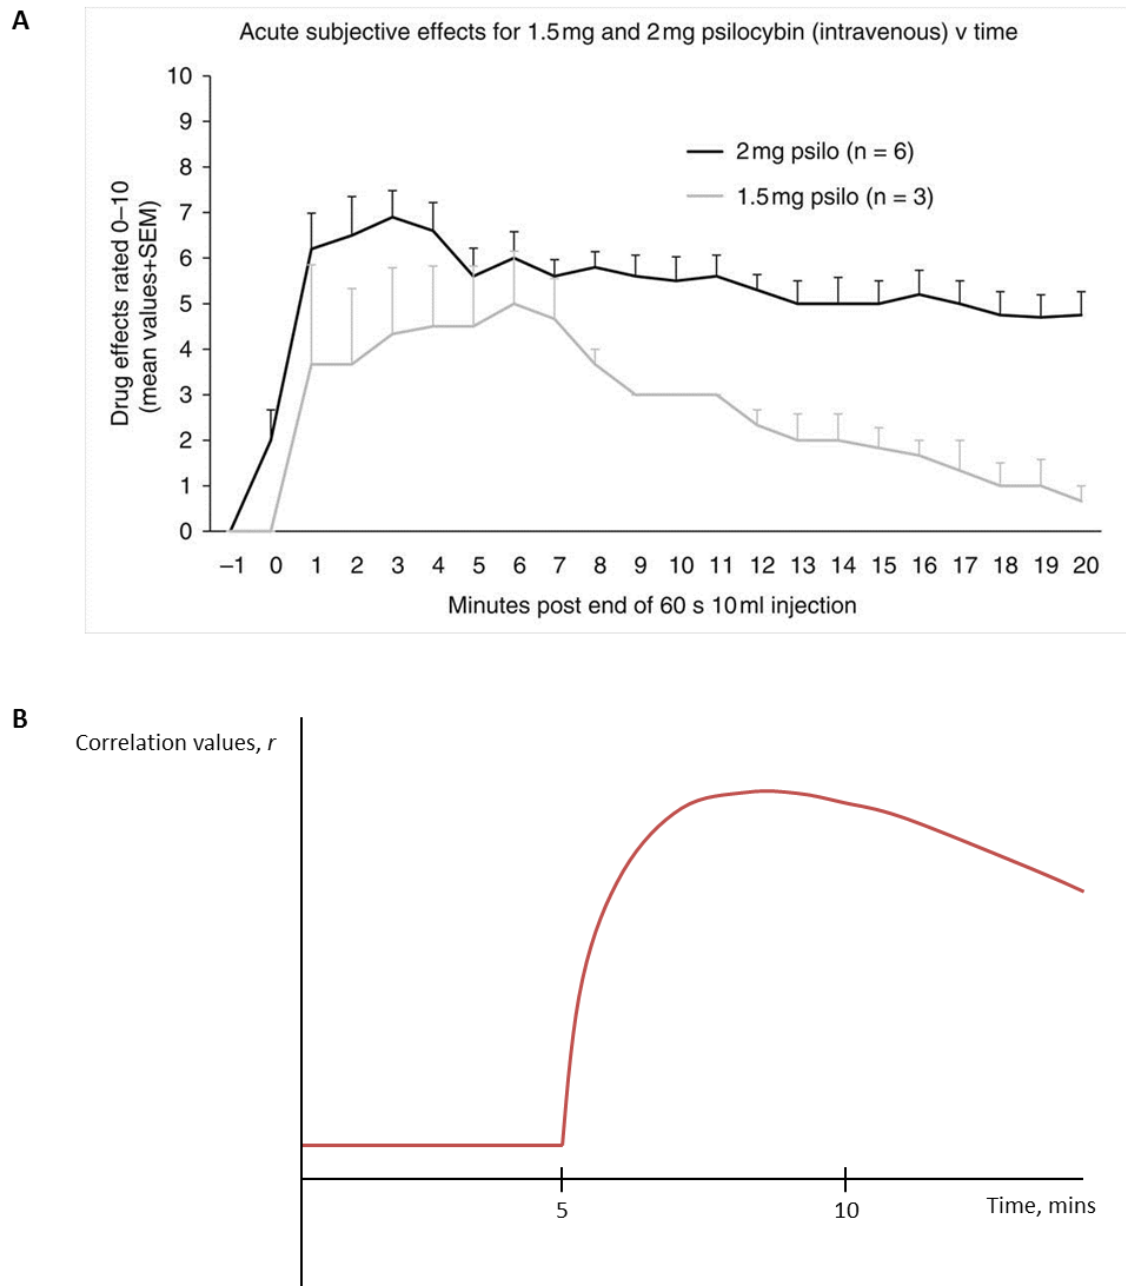 A
Acute subjective effects for 1.5 mg and 2 mg psilocybin (intravenous) v time
10
9
8
7
6
5
4
3
2
1
0
Drug effects rated 0–10
(mean values+SEM)
2 mg psilo (n = 6)
1.5 mg psilo (n = 3)
–1 0 1 2 3 4 5 6 7 8 9 10 11 12 13 14 15 16 17 18 19 20
Minutes post end of 60 s 10 ml injection
B
Correlation values, r
5 10
Time, mins